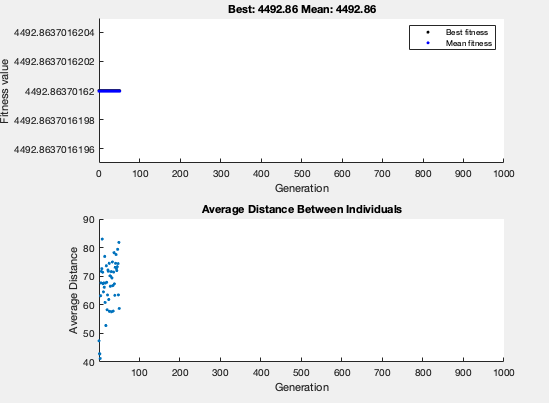 Best: 4492.86 Mean: 4492.86
4492.8637016204
4492.8637016202
4492.86370162
4492.8637016198
4492.8637016196
Fitness value
Best fitness
Mean fitness
0 100 200 300 400 500 600 700 800 900 1000
Generation
Average Distance Between Individuals
90
80
70
60
50
40
Average Distance
100 200 300 400 500 600 700 800 900 1000
Generation